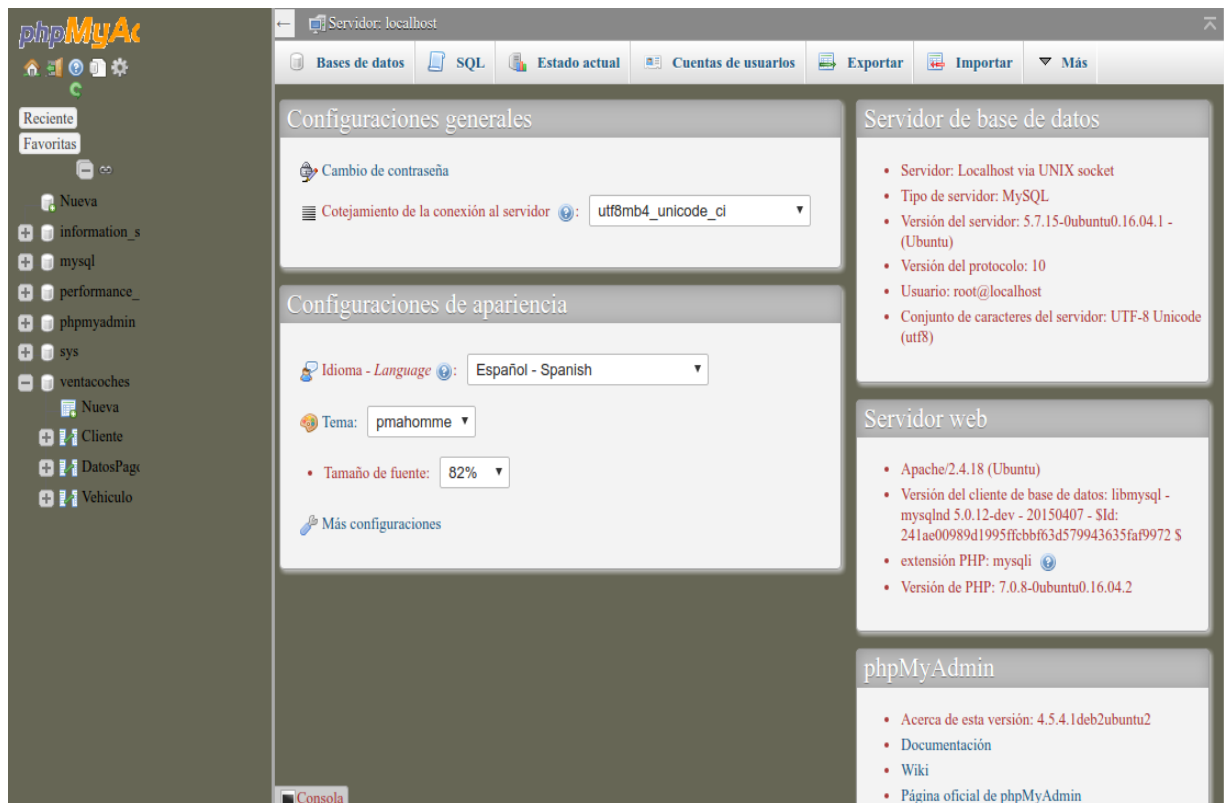 phpMyAd
Reciente
Favoritas
Nueva
information_s
mysql
performance_
phpmyadmin
sys
ventacoches
Nueva
Cliente
DatosPago
Vehiculo
Servidor: localhost
Bases de datos SQL Estado actual Cuentas de usuarios Exportar Importar Más
Configuraciones generales
Cambio de contraseña
Cotejamiento de la conexión al servidor : utf8mb4_unicode_ci
Configuraciones de apariencia
Idioma - Language : Español - Spanish
Tema: pmahomme
• Tamaño de fuente: 82%
Más configuraciones
Servidor de base de datos
• Servidor: Localhost via UNIX socket
• Tipo de servidor: MySQL
• Versión del servidor: 5.7.15-0ubuntu0.16.04.1 -
(Ubuntu)
• Versión del protocolo: 10
• Usuario: root@localhost
• Conjunto de caracteres del servidor: UTF-8 Unicode
(utf8)
Servidor web
• Apache/2.4.18 (Ubuntu)
• Versión del cliente de base de datos: libmysql -
mysqlnd 5.0.12-dev - 20150407 - $Id:
241ae00989d1995ffcbbf63d579943635faf9972 $
• extensión PHP: mysqli
• Versión de PHP: 7.0.8-0ubuntu0.16.04.2
phpMyAdmin
• Acerca de esta versión: 4.5.4.1deb2ubuntu2
• Documentación
• Wiki
• Página oficial de phpMyAdmin
Consola